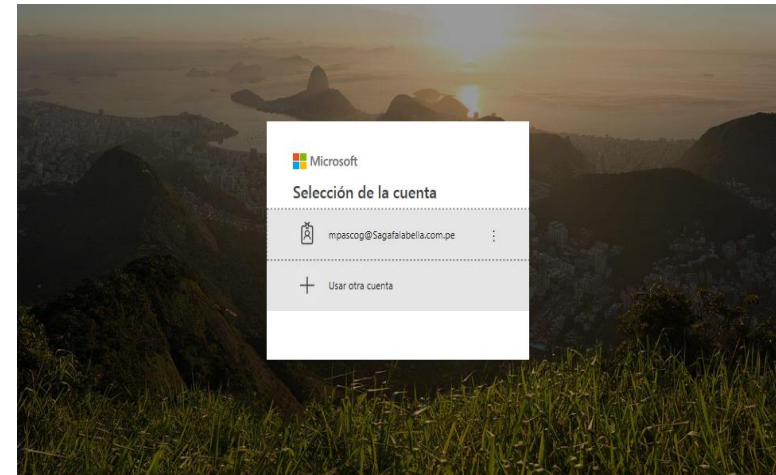 Microsoft
Selección de la cuenta
mpascog@Sagafalabella.com.pe
Usar otra cuenta